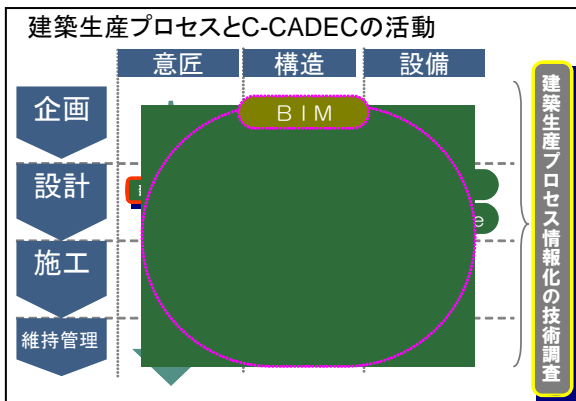 建築生産プロセスとC-CADECの活動
意匠 構造 設備
企画
BIM
設計
e
施工
維持管理
建築生産プロセス情報化の技術調査